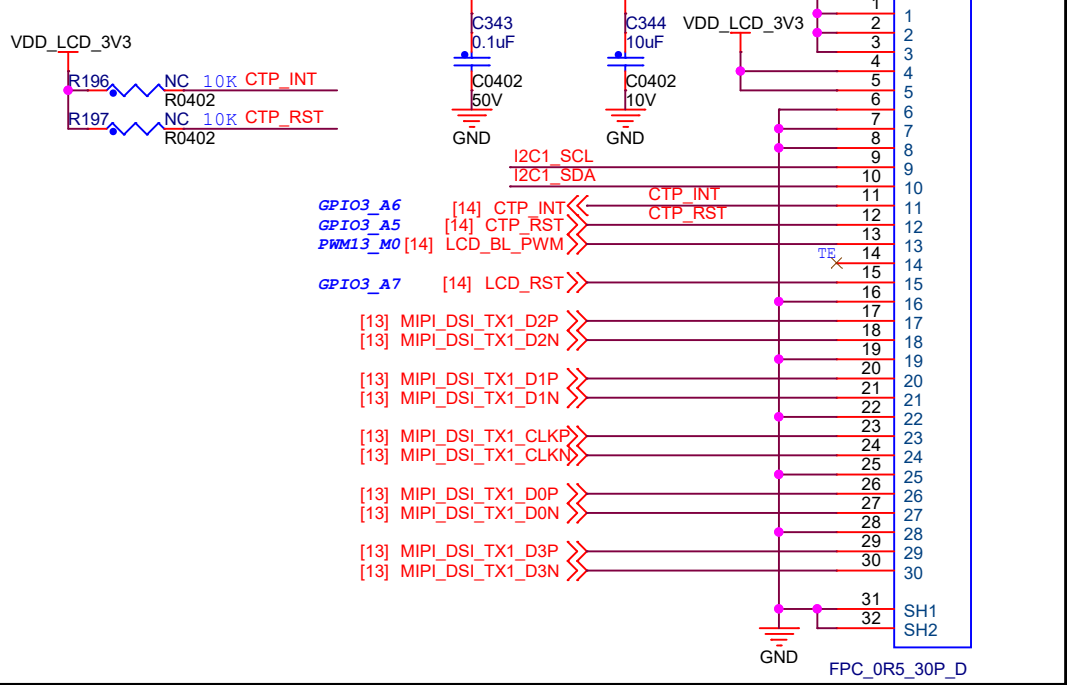 1
1
C343
C344
VDD_LCD_3V3
2
2
VDD_LCD_3V3
0.1uF
10uF
3
3
4
4
R196
NC 10K CTP_INT
C0402
C0402
5
5
R0402
50V
10V
6
6
R197
NC 10K CTP_RST
7
7
R0402
GND
GND
8
8
I2C1_SCL
9
9
I2C1_SDA
10
10
GPIO3_A6
[14] CTP_INT
CTP_INT
11
11
GPIO3_A5
[14] CTP_RST
CTP_RST
12
12
PWM13_M0
[14] LCD_BL_PWM
13
13
TE
14
14
GPIO3_A7
[14] LCD_RST
15
15
16
16
[13] MIPI_DSI_TX1_D2P
17
17
[13] MIPI_DSI_TX1_D2N
18
18
19
19
[13] MIPI_DSI_TX1_D1P
20
20
[13] MIPI_DSI_TX1_D1N
21
21
22
22
[13] MIPI_DSI_TX1_CLKP
23
23
[13] MIPI_DSI_TX1_CLKN
24
24
25
25
[13] MIPI_DSI_TX1_D0P
26
26
[13] MIPI_DSI_TX1_D0N
27
27
28
28
[13] MIPI_DSI_TX1_D3P
29
29
[13] MIPI_DSI_TX1_D3N
30
30
31
SH1
32
SH2
GND
FPC_0R5_30P_D